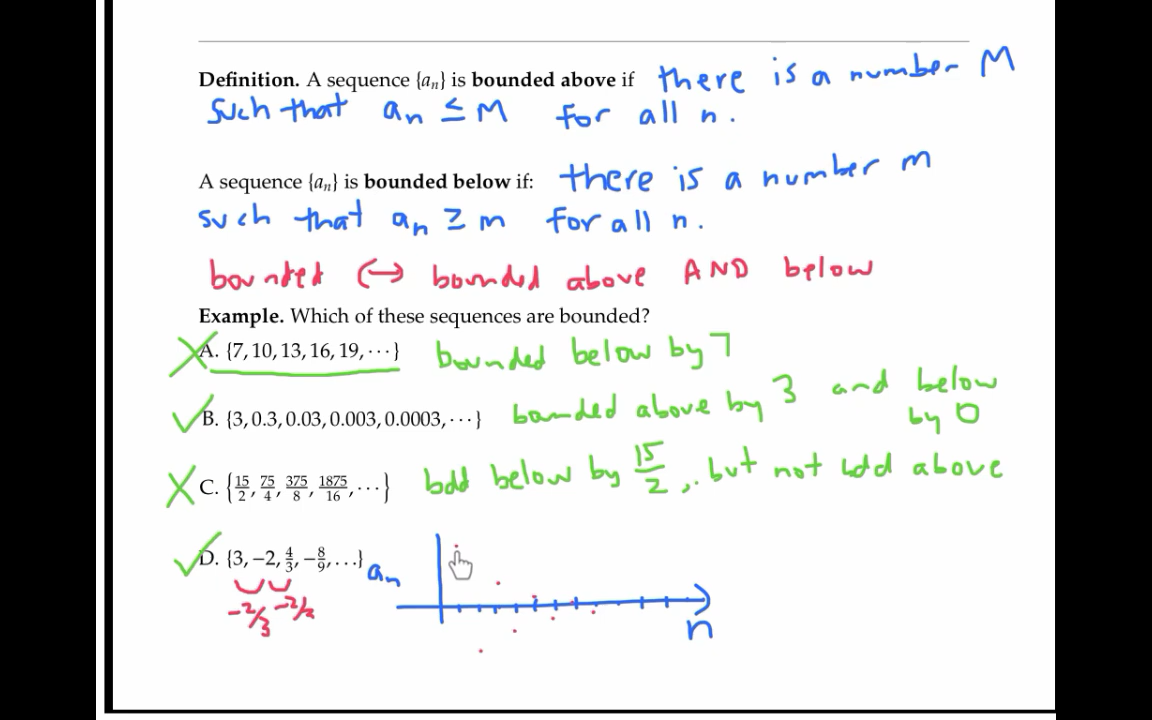 Definition. A sequence {aₙ} is bounded above if there is a number M
such that aₙ ≤ M for all n.
A sequence {aₙ} is bounded below if: there is a number m
such that aₙ ≥ m for all n.
bounded ↔ bounded above AND below
Example. Which of these sequences are bounded?
A. {7, 10, 13, 16, 19, ⋯} bounded below by 7
B. {3, 0.3, 0.03, 0.003, 0.0003, ⋯} bounded above by 3 and below
by 0
C. {15/2, 75/4, 375/8, 1875/16, ⋯} bdd below by 15/2, but not bdd above
D. {3, −2, 4/3, −8/9, …}
aₙ
-2/3 -2/3
n